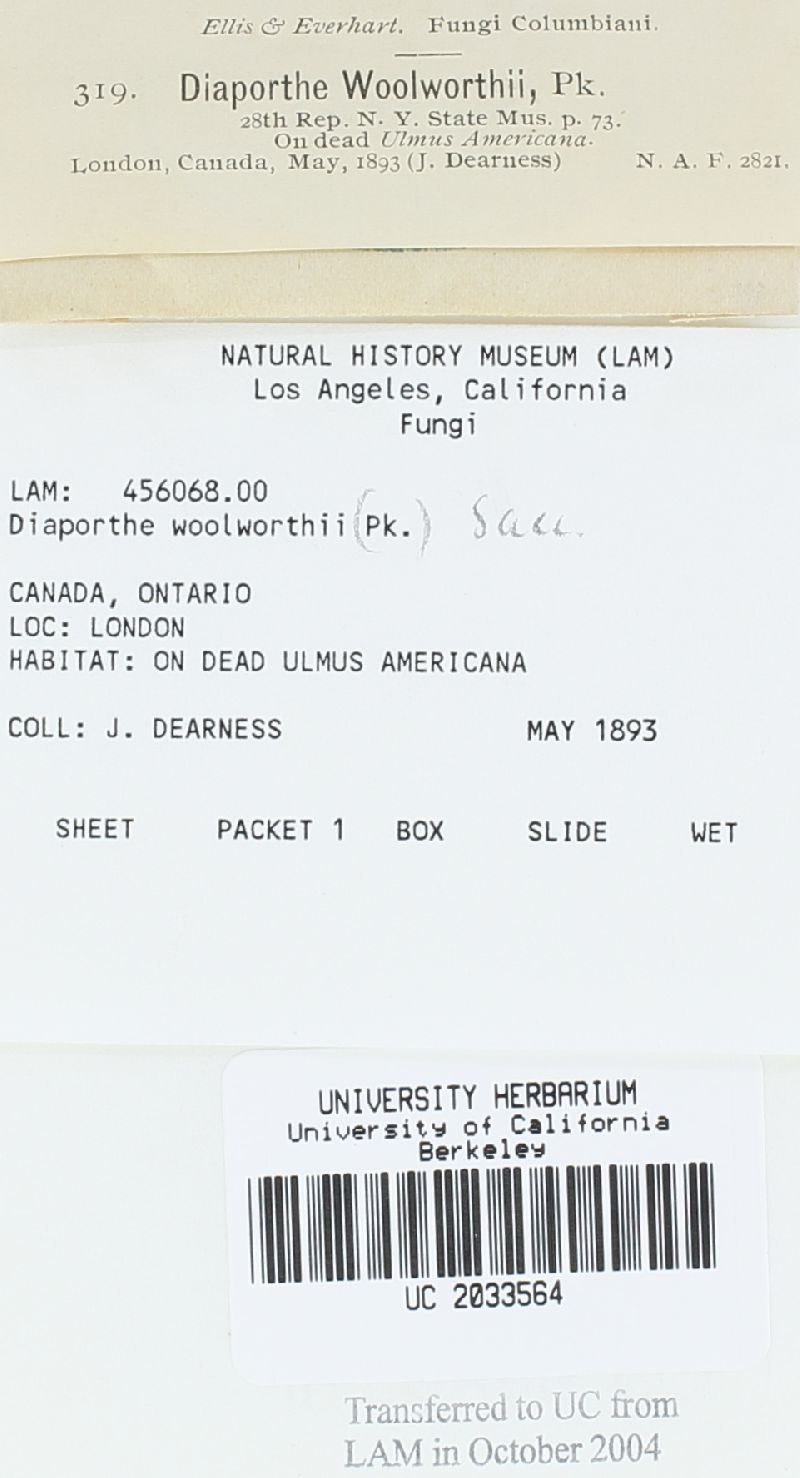 Ellis & Everhart. Fungi Columbiani.
319. Diaporthe Woolworthii, Pk.
28th Rep. N. Y. State Mus. p. 73.
On dead Ulmus Americana.
London, Canada, May, 1893 (J. Dearness) N. A. F. 2821.
NATURAL HISTORY MUSEUM (LAM)
Los Angeles, California
Fungi
LAM: 456068.00
Diaporthe woolworthii (Pk.) Sacc.
CANADA, ONTARIO
LOC: LONDON
HABITAT: ON DEAD ULMUS AMERICANA
COLL: J. DEARNESS MAY 1893
SHEET PACKET 1 BOX SLIDE WET
UNIVERSITY HERBARIUM
University of California
Berkeley
UC 2033564
Transferred to UC from
LAM in October 2004